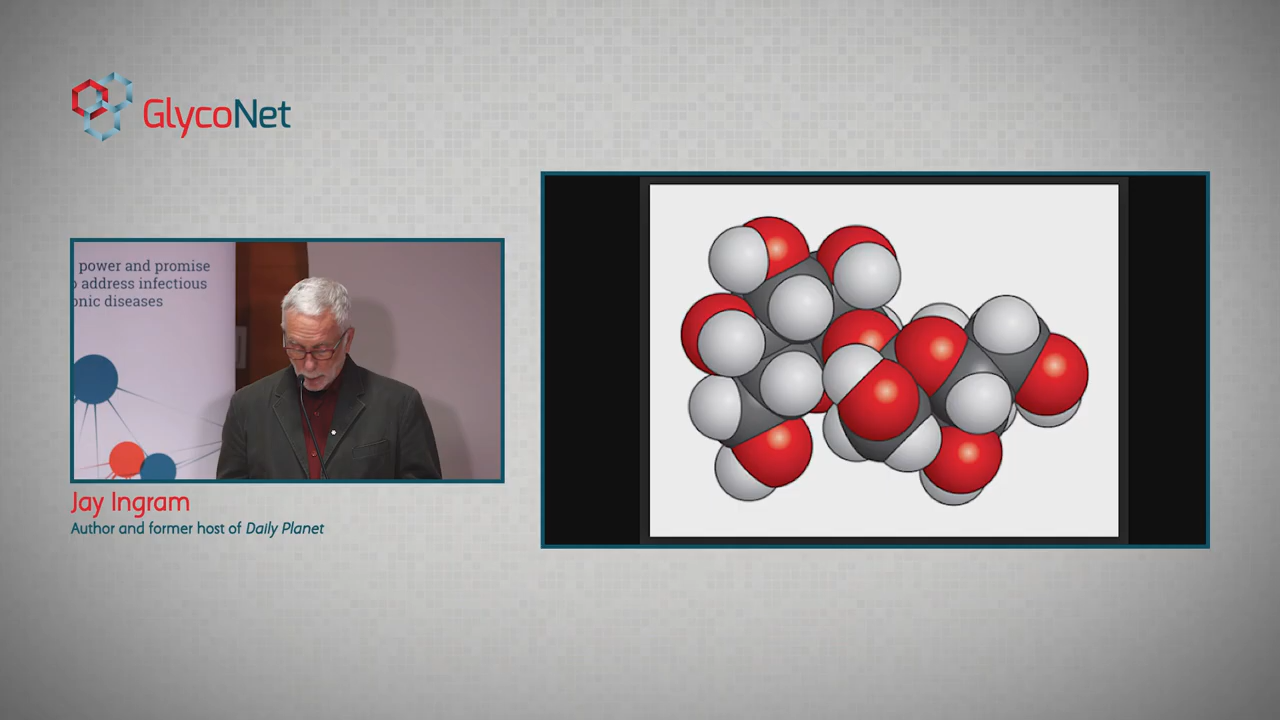 GlycoNet
power and promise
address infectious
onic diseases
Jay Ingram
Author and former host of Daily Planet